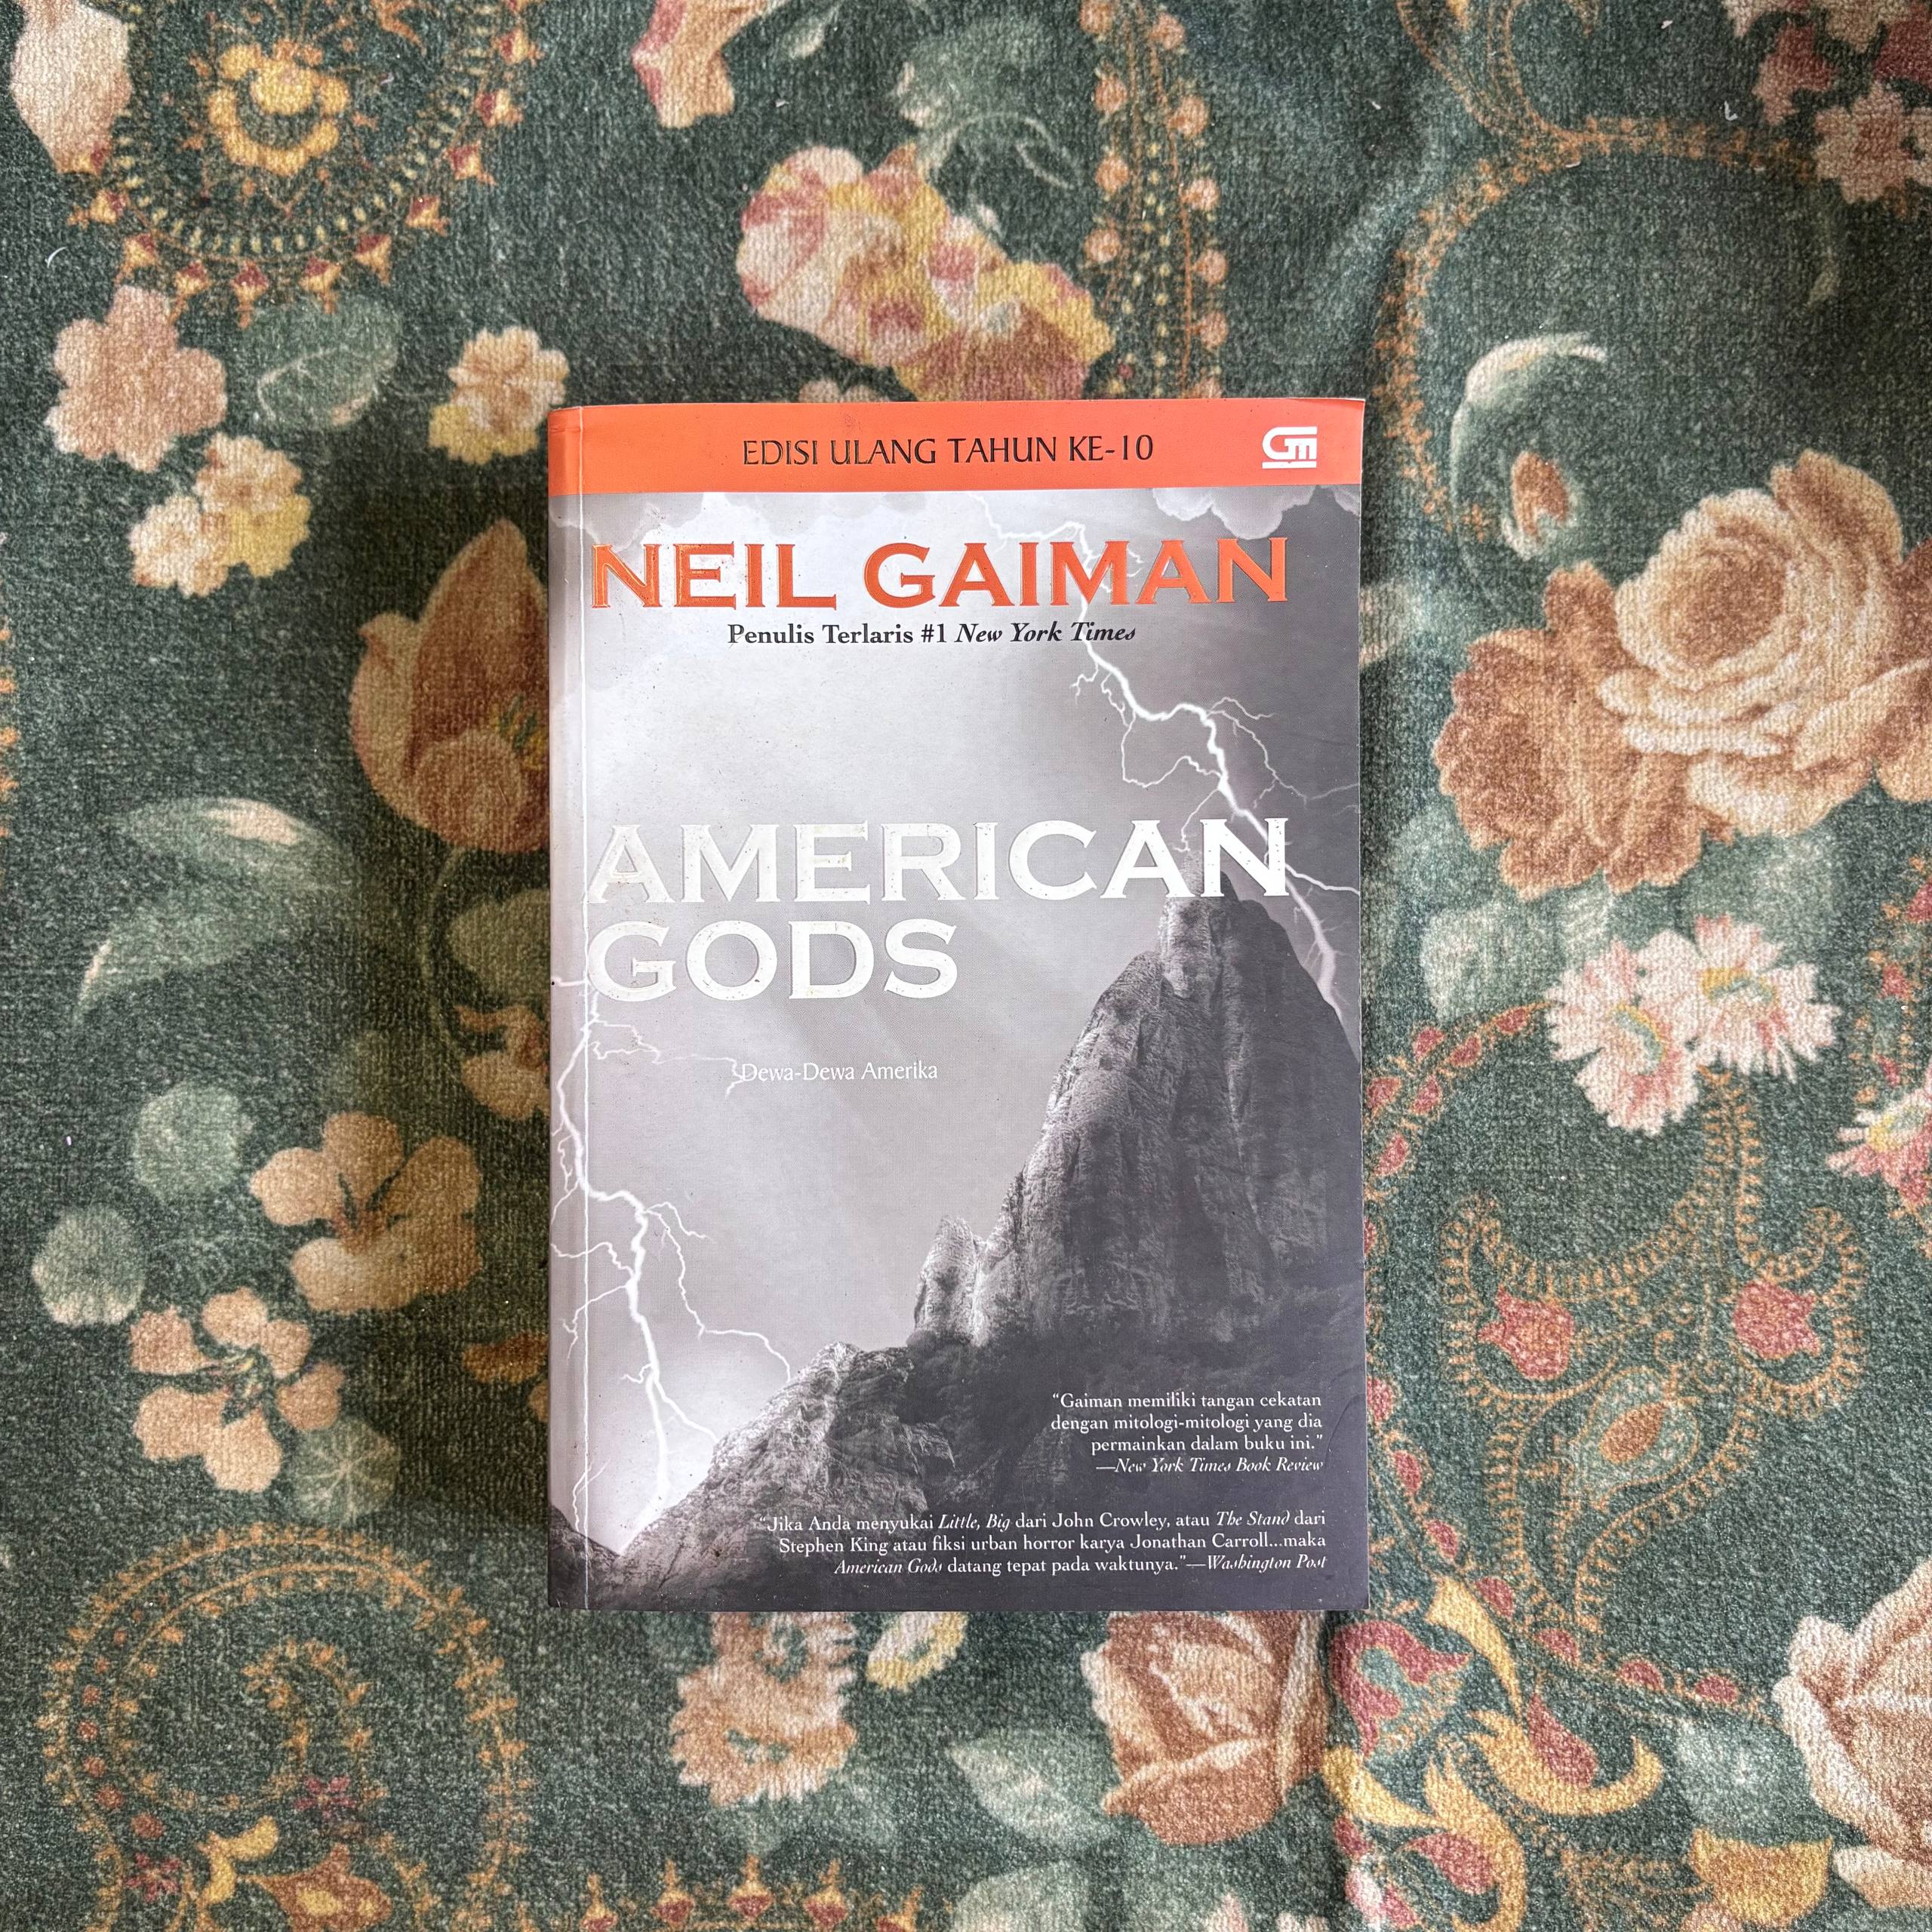 EDISI ULANG TAHUN KE-10
GM
NEIL GAIMAN
Penulis Terlaris #1 New York Times
AMERICAN
GODS
Dewa-Dewa Amerika
“Gaiman memiliki tangan cekatan
dengan mitologi-mitologi yang dia
permainkan dalam buku ini."
—New York Times Book Review
“Jika Anda menyukai Little, Big dari John Crowley, atau The Stand dari
Stephen King atau fiksi urban horror karya Jonathan Carroll...maka
American Gods datang tepat pada waktunya."—Washington Post